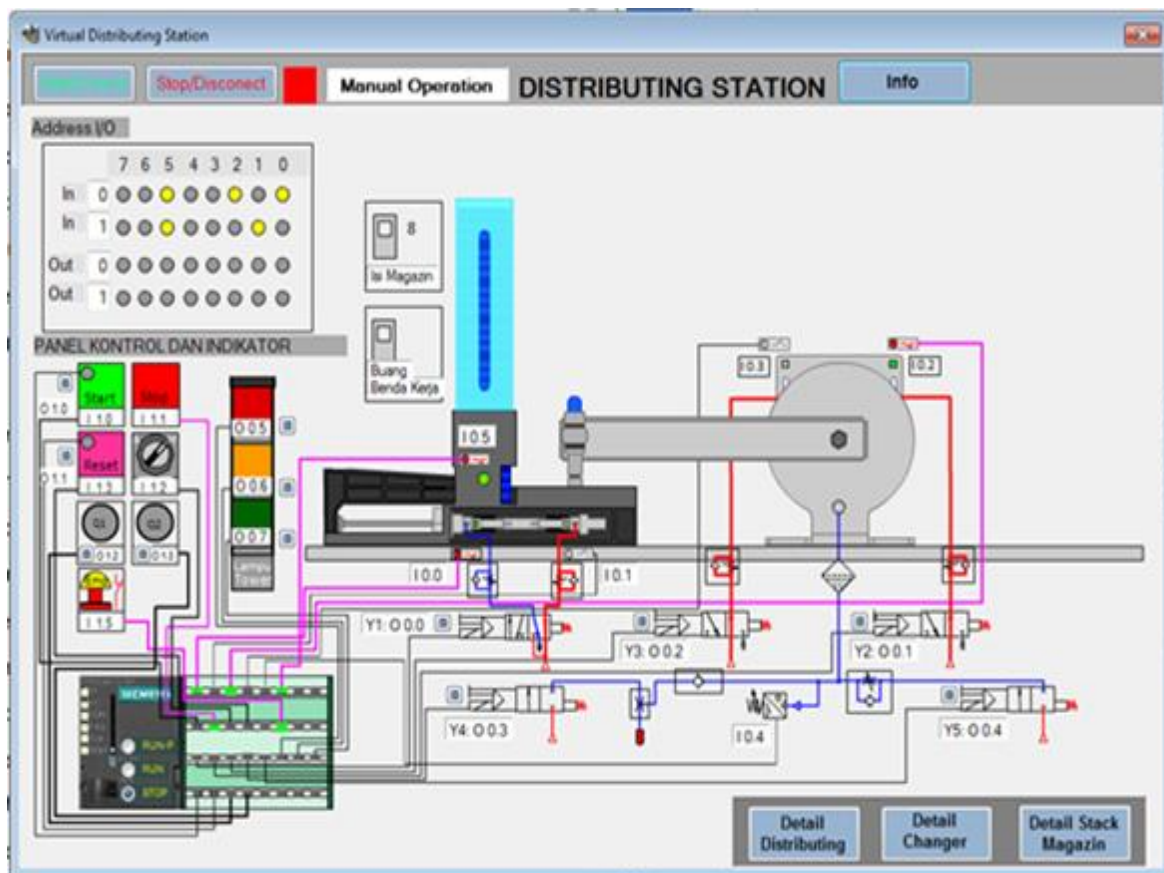 Virtual Distributing Station
Stop/Disconect
Manual Operation
DISTRIBUTING STATION
Info
Address I/O
7 6 5 4 3 2 1 0
In 0
In 1
Out 0
Out 1
8
Isi Magazin
Buang
Benda Kerja
PANEL KONTROL DAN INDIKATOR
Start
O 1.0
I 1.0
I 1.1
Reset
O 1.1
I 1.3
I 1.2
Q1
Q2
O 1.2
O 1.3
I 1.5
O 0.5
O 0.6
O 0.7
Lampu
Tower
I 0.5
I 0.3
I 0.2
I 0.0
I 0.1
Y1: O 0.0
Y3: O 0.2
Y2: O 0.1
Y4: O 0.3
I 0.4
Y5: O 0.4
SIEMENS
RUN-P
RUN
STOP
Detail
Distributing
Detail
Changer
Detail Stack
Magazin